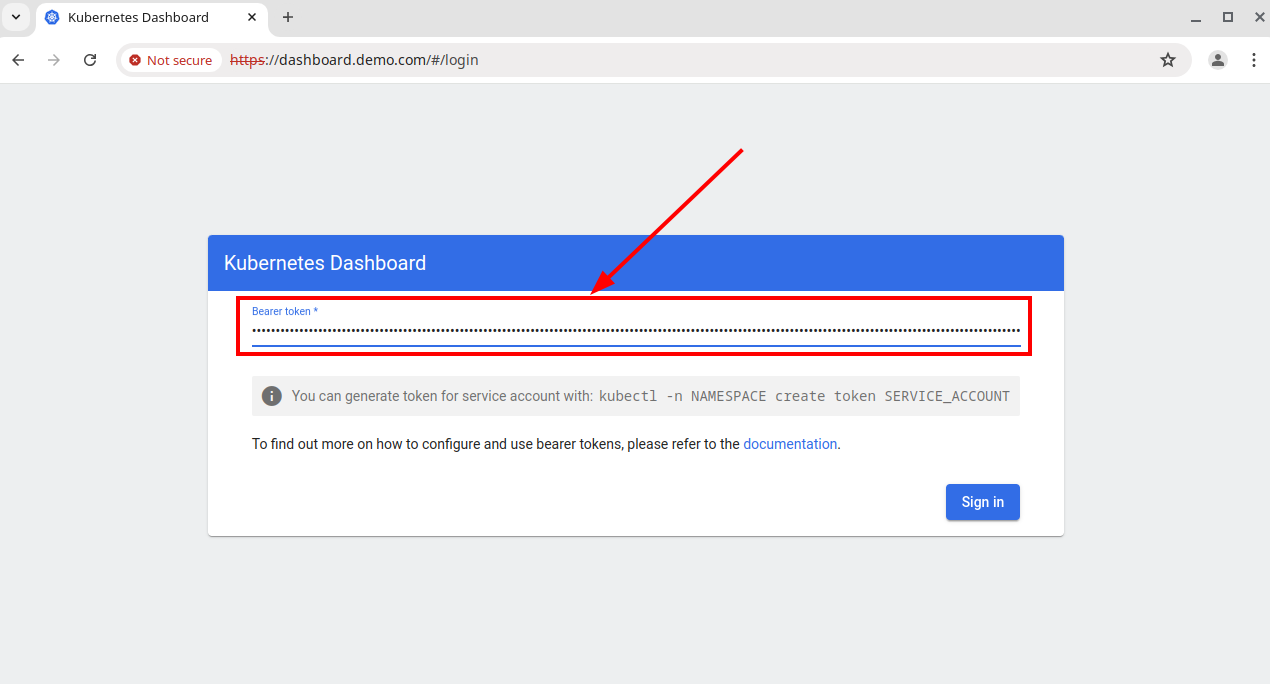 Kubernetes Dashboard
Not secure https://dashboard.demo.com/#/login
Kubernetes Dashboard
Bearer token *
You can generate token for service account with: kubectl -n NAMESPACE create token SERVICE_ACCOUNT
To find out more on how to configure and use bearer tokens, please refer to the documentation.
Sign in